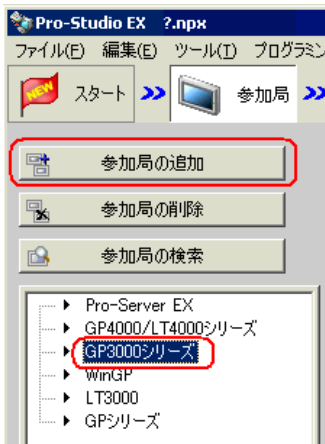 Pro-Studio EX ?.npx
ファイル(F) 編集(E) ツール(T) プログラミン
NEW スタート » 参加局 »
参加局の追加
参加局の削除
参加局の検索
Pro-Server EX
GP4000/LT4000シリーズ
GP3000シリーズ
WinGP
LT3000
GPシリーズ